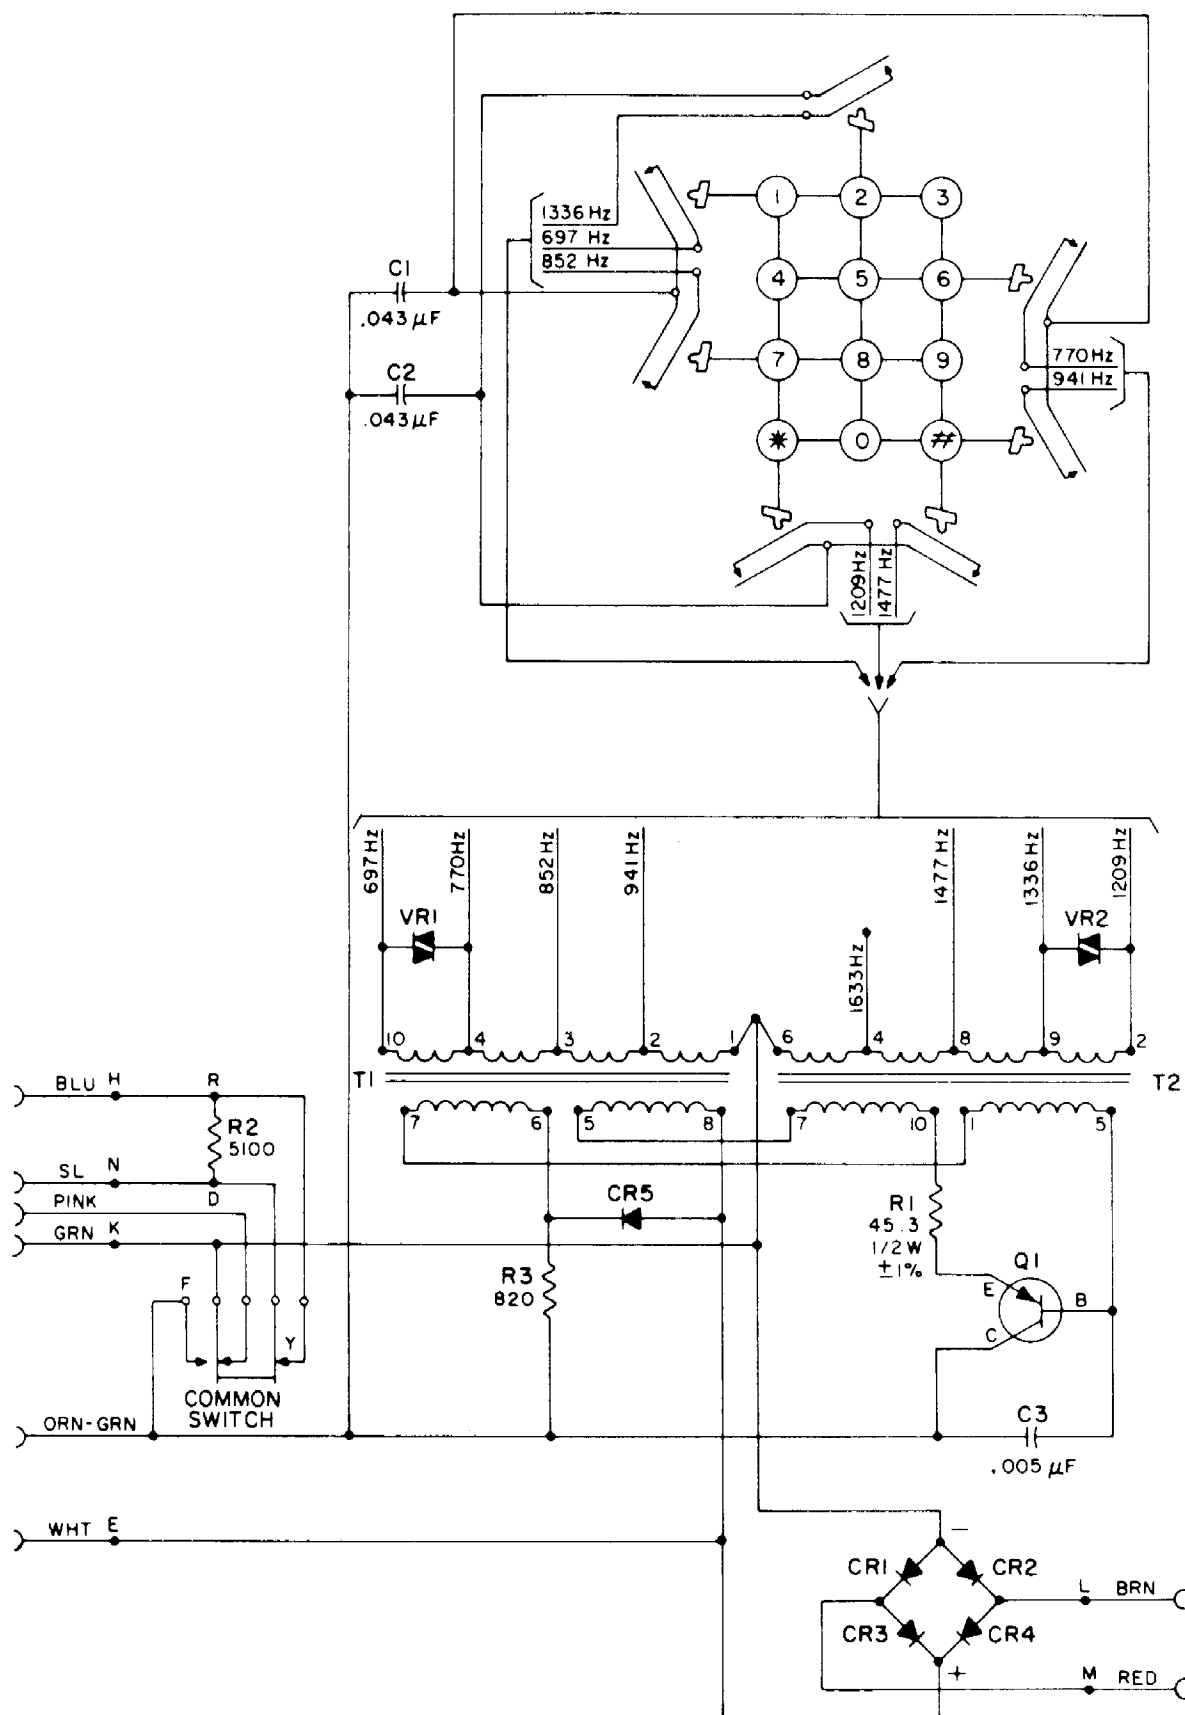 1336 Hz
697 Hz
852 Hz
C1
.043 µF
C2
.043 µF
1 2 3
4 5 6
7 8 9
✷ 0 #
770 Hz
941 Hz
1209 Hz
1477 Hz
697 Hz
770 Hz
852 Hz
941 Hz
1633 Hz
1477 Hz
1336 Hz
1209 Hz
VR1
VR2
10 4 3 2 1 6 4 8 9 2
T1
T2
7 6 5 8 7 10 1 5
BLU H R
R2
5100
SL N
D
PINK
GRN K
F
Y
COMMON
SWITCH
ORN-GRN
WHT E
CR5
R3
820
R1
45.3
1/2 W
±1%
Q1
E
B
C
C3
.005 µF
−
CR1
CR2
L BRN
CR3
CR4
+
M RED